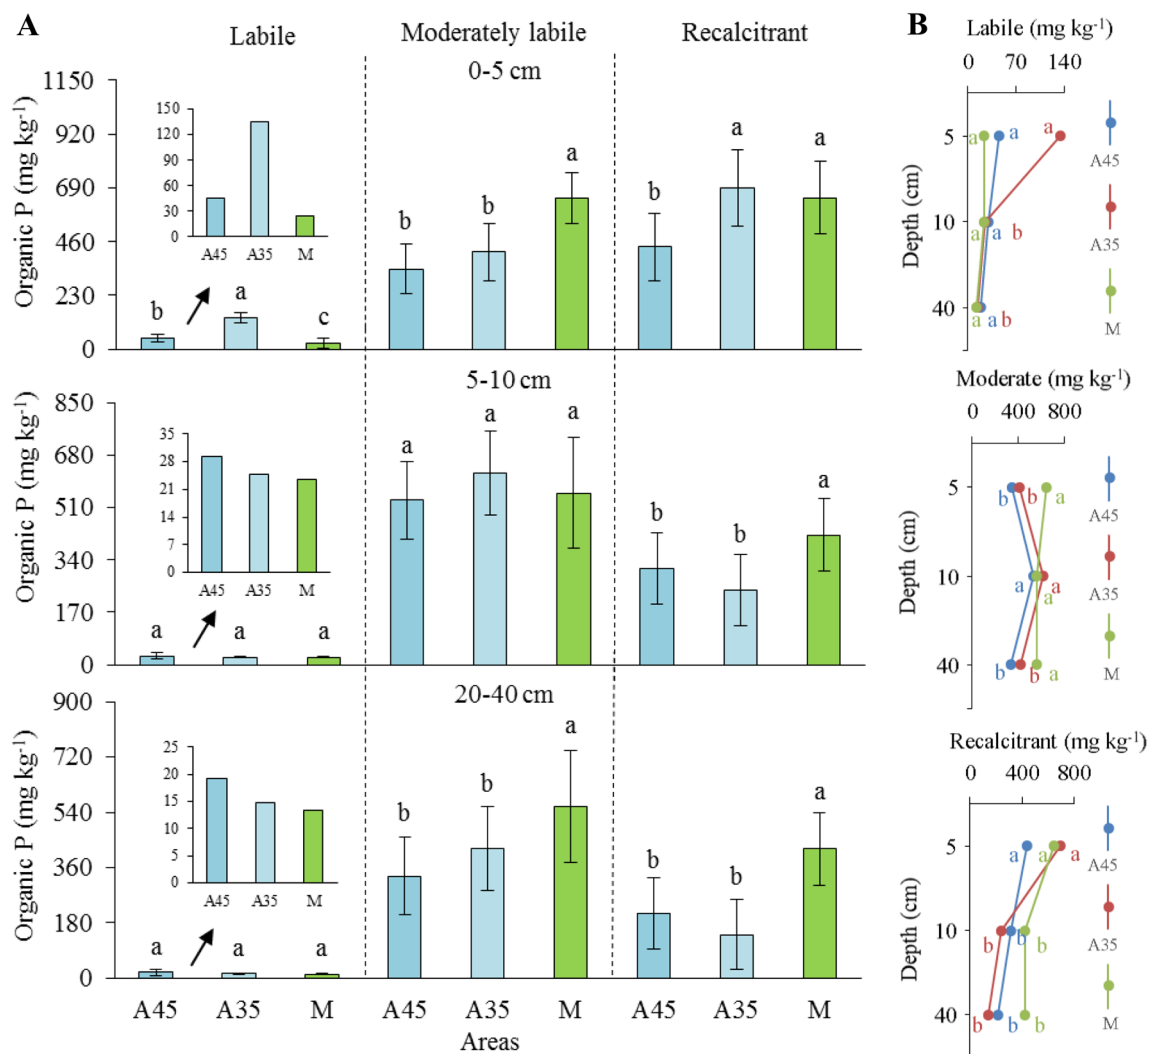 A
Labile
Moderately labile
Recalcitrant
0-5 cm
Organic P (mg kg-1)
1150
920
690
460
230
0
150
120
90
60
30
0
A45 A35 M
b a c
b b a
b a a
5-10 cm
Organic P (mg kg-1)
850
680
510
340
170
0
35
28
21
14
7
0
A45 A35 M
a a a
a a a
b b a
20-40 cm
Organic P (mg kg-1)
900
720
540
360
180
0
25
20
15
10
5
0
A45 A35 M
a a a
b b a
b b a
A45 A35 M A45 A35 M A45 A35 M
Areas
B
Labile (mg kg-1)
0 70 140
Depth (cm)
5
10
40
a a a
a a b
a a b
A45
A35
M
Moderate (mg kg-1)
0 400 800
Depth (cm)
5
10
40
b b a
a a a
b b a
A45
A35
M
Recalcitrant (mg kg-1)
0 400 800
Depth (cm)
5
10
40
a a a
b b b
b b b
A45
A35
M